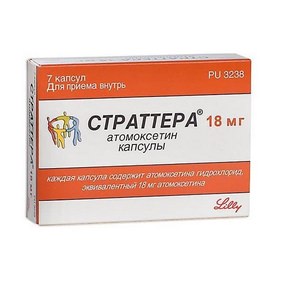 7 капсул
Для приема внутрь
PU 3238
СТРАТТЕРА® 18 мг
атомоксетин
капсулы
каждая капсула содержит атомоксетина гидрохлорид,
эквивалентный 18 мг атомоксетина
Lilly